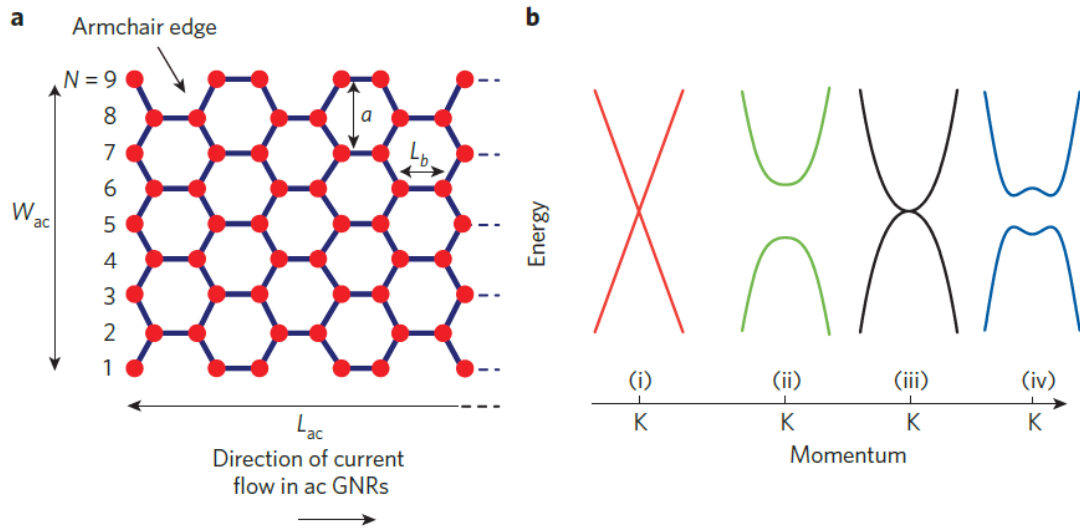 a
Armchair edge
N = 9
8
7
6
5
4
3
2
1
W_ac
a
L_b
L_ac
Direction of current
flow in ac GNRs
b
Energy
(i) (ii) (iii) (iv)
K K K K
Momentum